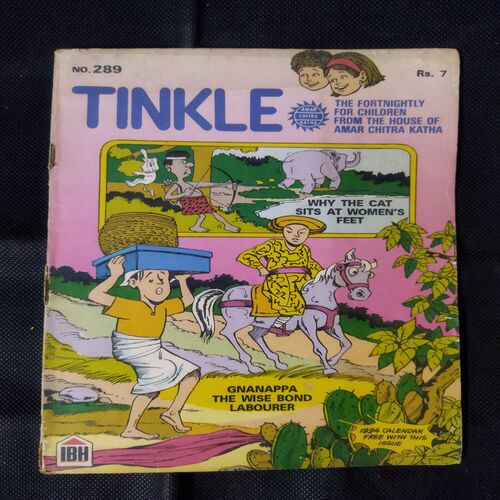 NO. 289
Rs. 7
TINKLE
AMAR
CHITRA
KATHA
THE FORTNIGHTLY
FOR CHILDREN
FROM THE HOUSE OF
AMAR CHITRA KATHA
WHY THE CAT
SITS AT WOMEN'S
FEET
GNANAPPA
THE WISE BOND
LABOURER
1994 CALENDAR
FREE WITH THIS
ISSUE
IBH